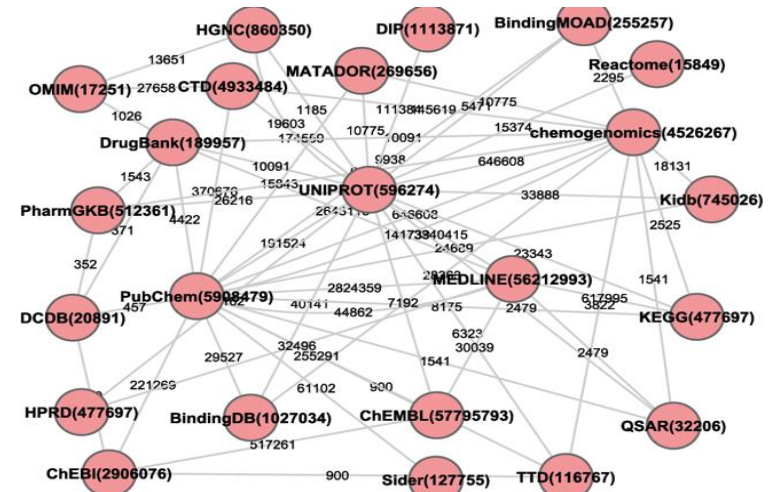 HGNC(860350)
DIP(1113871)
BindingMOAD(255257)
13651
Reactome(15849)
MATADOR(269656)
2295
OMIM(17251)
27658
CTD(4933484)
1185
10775
1026
19603
10775
10091
15374
chemogenomics(4526267)
DrugBank(189957)
9938
646608
18131
1543
10091
15843
UNIPROT(596274)
33888
Kidb(745026)
26216
PharmGKB(512361)
4422
371
2525
191524
24689
23343
352
2824359
MEDLINE(56212993)
1541
PubChem(5908479)
617995
3822
DCDB(20891)
457
40141
44862
7192
8175
2479
KEGG(477697)
6323
32496
30039
29527
255291
1541
2479
221269
61102
900
HPRD(477697)
BindingDB(1027034)
ChEMBL(57795793)
QSAR(32206)
517261
ChEBI(2906076)
900
Sider(127755)
TTD(116767)